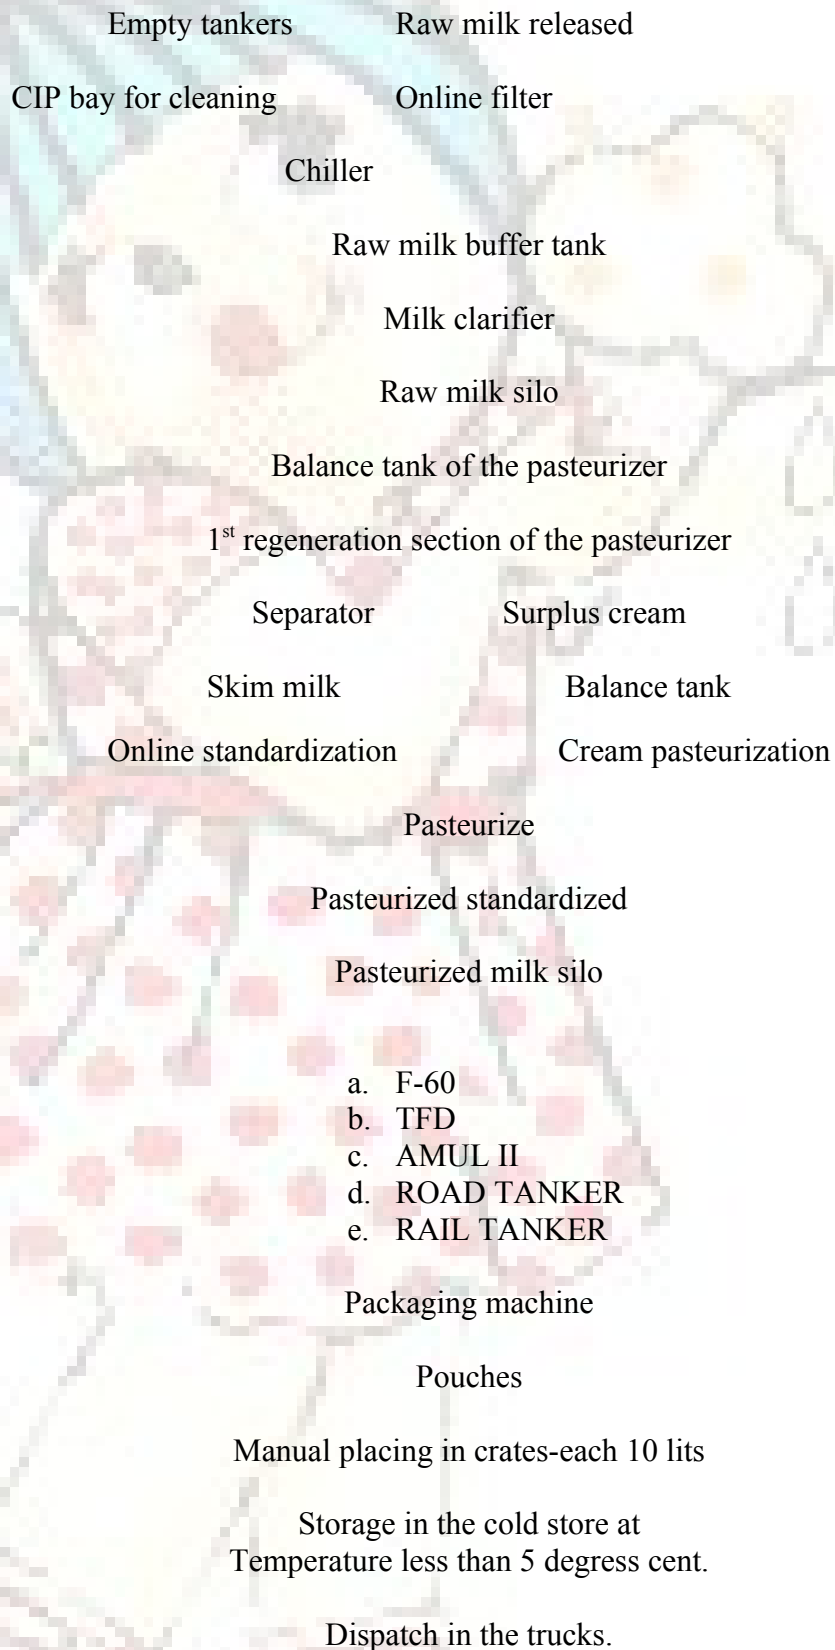 Empty tankers Raw milk released
CIP bay for cleaning Online filter
Chiller
Raw milk buffer tank
Milk clarifier
Raw milk silo
Balance tank of the pasteurizer
1st regeneration section of the pasteurizer
Separator Surplus cream
Skim milk Balance tank
Online standardization Cream pasteurization
Pasteurize
Pasteurized standardized
Pasteurized milk silo
a. F-60
b. TFD
c. AMUL II
d. ROAD TANKER
e. RAIL TANKER
Packaging machine
Pouches
Manual placing in crates-each 10 lits
Storage in the cold store at
Temperature less than 5 degress cent.
Dispatch in the trucks.